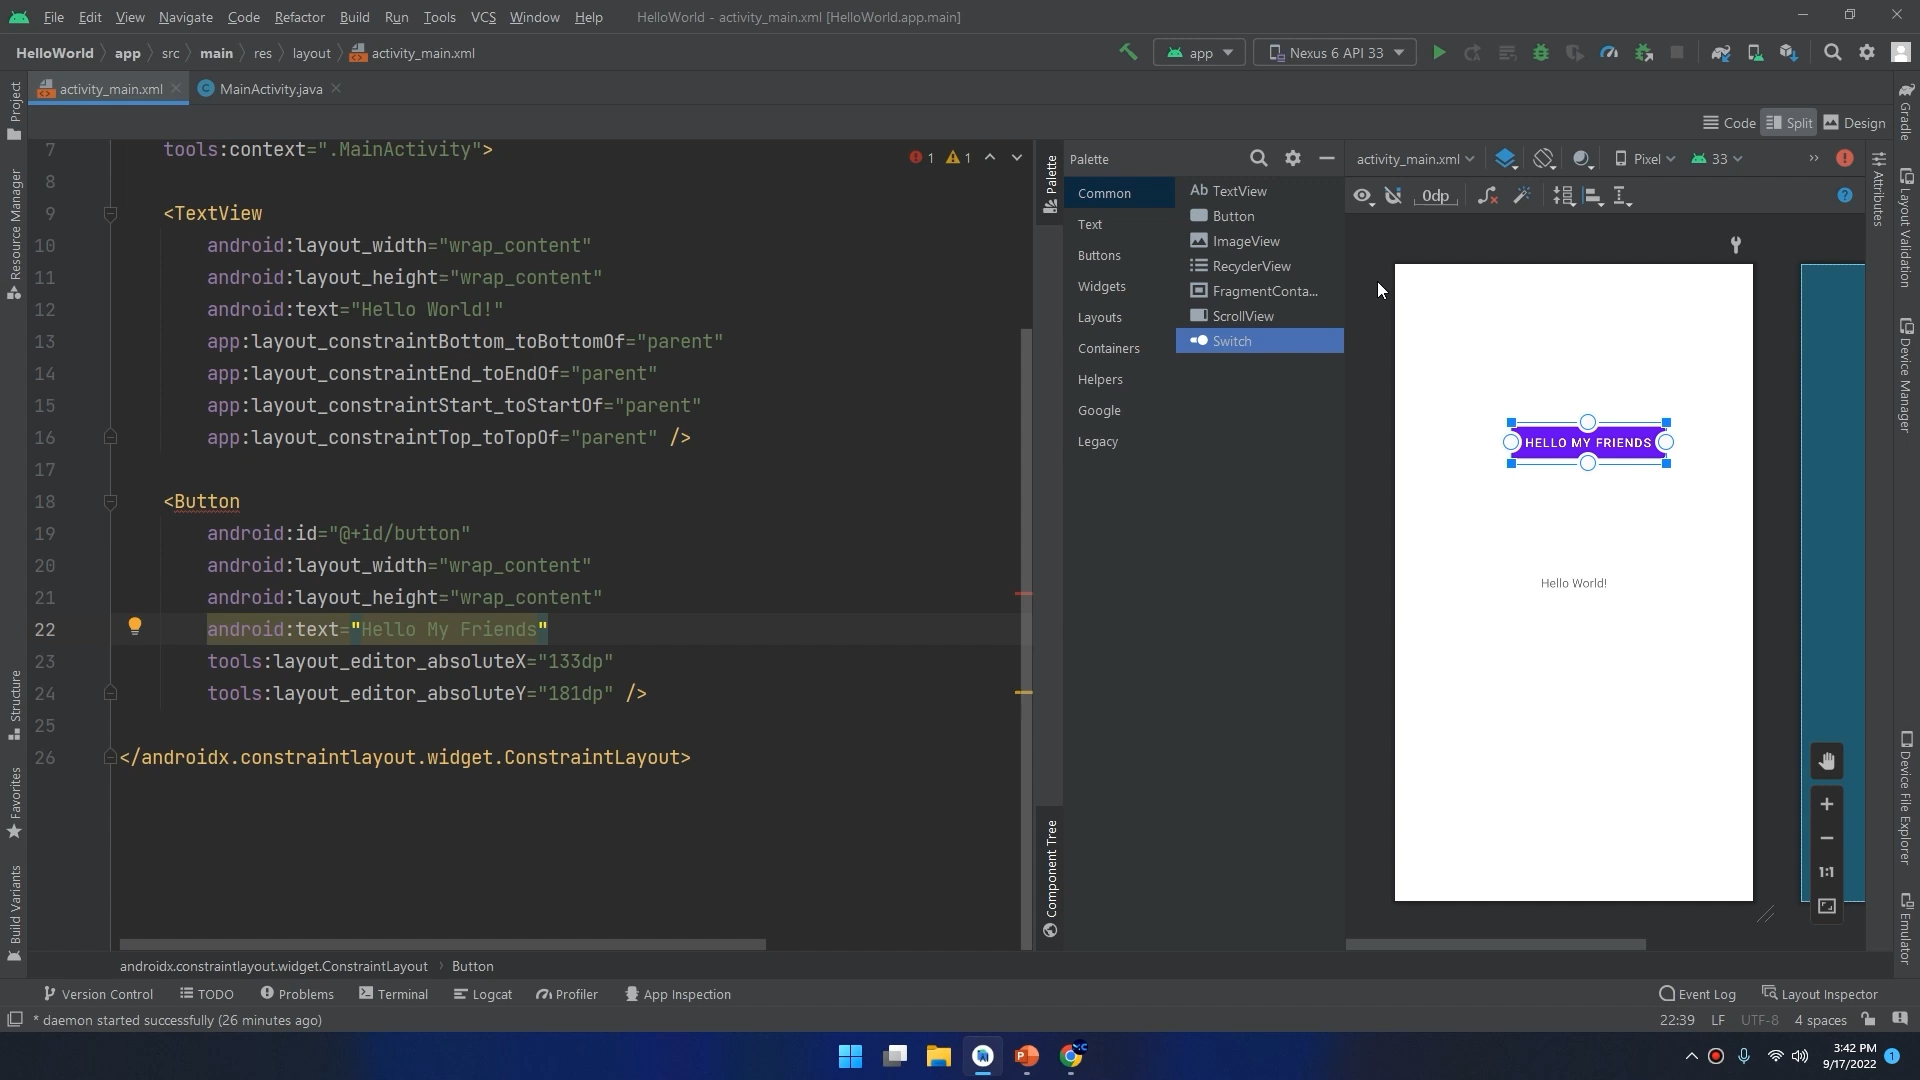 File Edit View Navigate Code Refactor Build Run Tools VCS Window Help HelloWorld - activity_main.xml [HelloWorld.app.main]
HelloWorld app src main res layout activity_main.xml app Nexus 6 API 33
activity_main.xml MainActivity.java
Code Split Design
Project
Resource Manager
Structure
Favorites
Build Variants
7 tools:context=".MainActivity">
8
9 <TextView
10 android:layout_width="wrap_content"
11 android:layout_height="wrap_content"
12 android:text="Hello World!"
13 app:layout_constraintBottom_toBottomOf="parent"
14 app:layout_constraintEnd_toEndOf="parent"
15 app:layout_constraintStart_toStartOf="parent"
16 app:layout_constraintTop_toTopOf="parent" />
17
18 <Button
19 android:id="@+id/button"
20 android:layout_width="wrap_content"
21 android:layout_height="wrap_content"
22 android:text="Hello My Friends"
23 tools:layout_editor_absoluteX="133dp"
24 tools:layout_editor_absoluteY="181dp" />
25
26 </androidx.constraintlayout.widget.ConstraintLayout>
1 1
Palette
Component Tree
Palette
Common
Text
Buttons
Widgets
Layouts
Containers
Helpers
Google
Legacy
Ab TextView
Button
ImageView
RecyclerView
FragmentConta...
ScrollView
Switch
activity_main.xml Pixel 33 »
0dp
HELLO MY FRIENDS
Hello World!
1:1
Attributes
Gradle
Layout Validation
Device Manager
Device File Explorer
Emulator
androidx.constraintlayout.widget.ConstraintLayout Button
Version Control TODO Problems Terminal Logcat Profiler App Inspection Event Log Layout Inspector
* daemon started successfully (26 minutes ago) 22:39 LF UTF-8 4 spaces
3:42 PM
9/17/2022
1